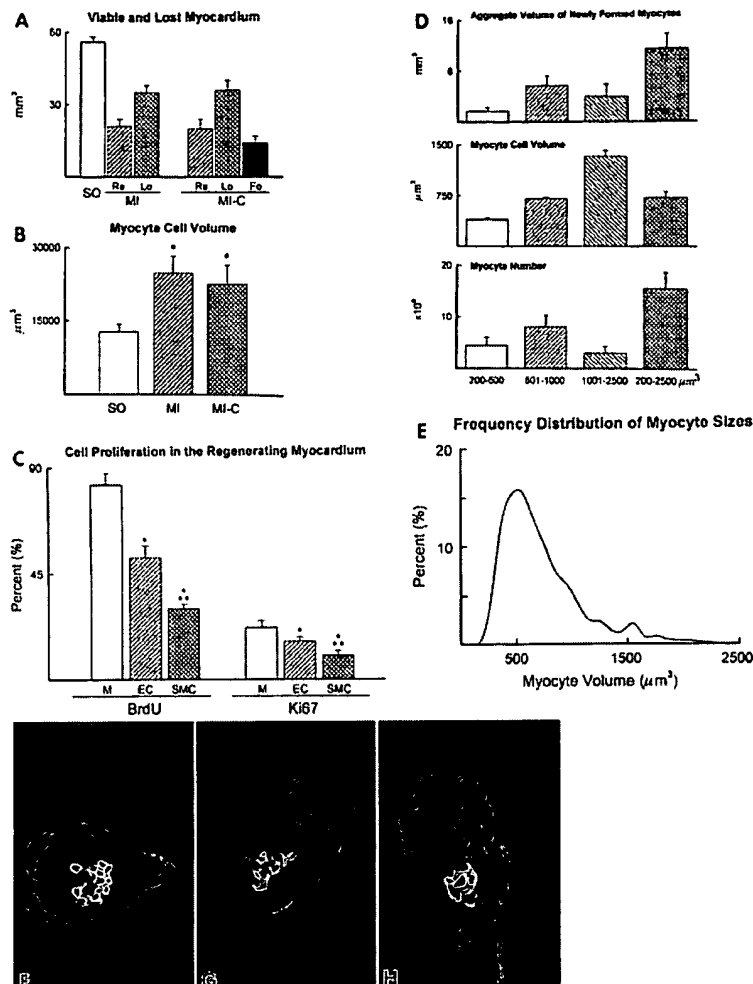 A
Viable and Lost Myocardium
60
30
mm³
SO
Re Lo
MI
Re Lo Fo
MI-C
B
Myocyte Cell Volume
30000
15000
μm³
SO
MI
MI-C
C
Cell Proliferation in the Regenerating Myocardium
90
45
Percent (%)
M EC SMC
BrdU
M EC SMC
Ki67
D
Aggregate Volume of Newly Formed Myocytes
16
8
mm³
Myocyte Cell Volume
1500
750
μm³
Myocyte Number
20
10
200-500 1001-2500 200-2500 μm³
E
Frequency Distribution of Myocyte Sizes
20
10
Percent (%)
500 1500 2500
Myocyte Volume (μm³)
F
G
H